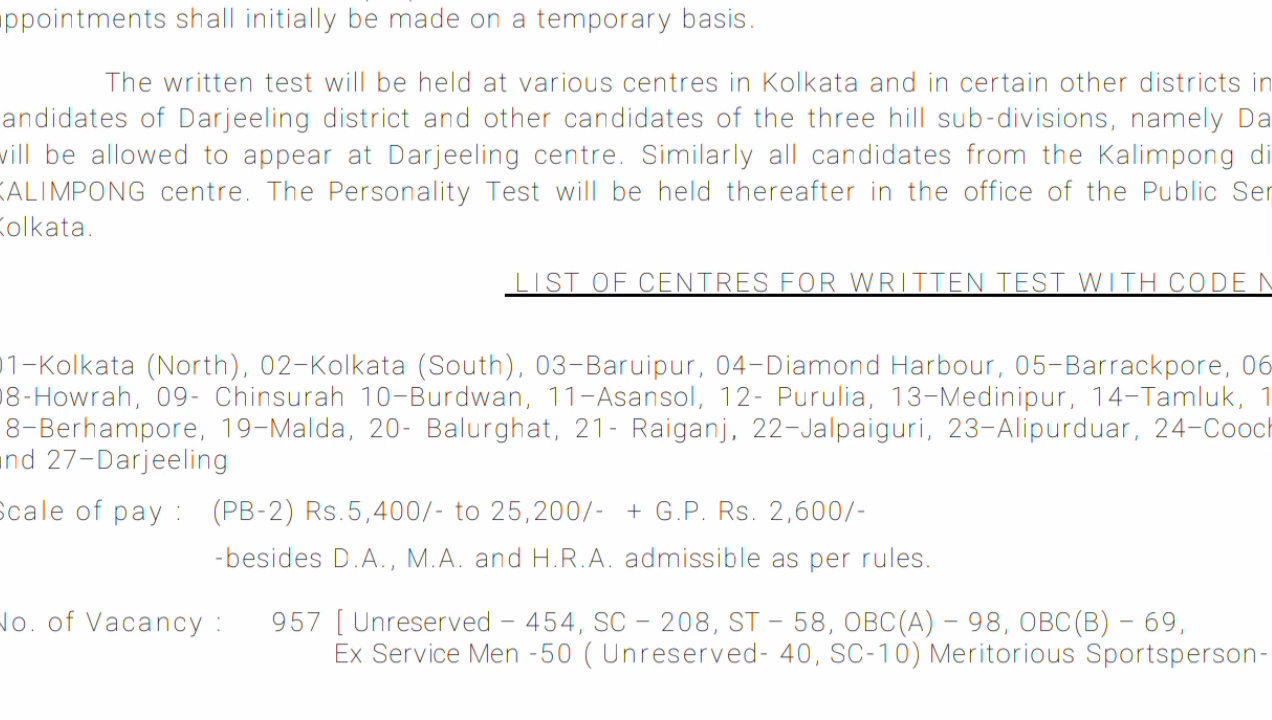 appointments shall initially be made on a temporary basis.
The written test will be held at various centres in Kolkata and in certain other districts in
candidates of Darjeeling district and other candidates of the three hill sub-divisions, namely Da
will be allowed to appear at Darjeeling centre. Similarly all candidates from the Kalimpong di
KALIMPONG centre. The Personality Test will be held thereafter in the office of the Public Ser
Kolkata.
LIST OF CENTRES FOR WRITTEN TEST WITH CODE N
01–Kolkata (North), 02–Kolkata (South), 03–Baruipur, 04–Diamond Harbour, 05–Barrackpore, 06
08-Howrah, 09- Chinsurah 10–Burdwan, 11–Asansol, 12- Purulia, 13–Medinipur, 14–Tamluk, 1
18–Berhampore, 19–Malda, 20- Balurghat, 21- Raiganj, 22–Jalpaiguri, 23–Alipurduar, 24–Cooch
and 27–Darjeeling
Scale of pay : (PB-2) Rs.5,400/- to 25,200/- + G.P. Rs. 2,600/-
-besides D.A., M.A. and H.R.A. admissible as per rules.
No. of Vacancy : 957 [ Unreserved – 454, SC – 208, ST – 58, OBC(A) – 98, OBC(B) – 69,
Ex Service Men -50 ( Unreserved- 40, SC-10) Meritorious Sportsperson-